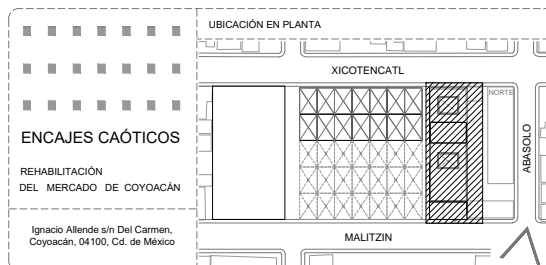 UBICACIÓN EN PLANTA
XICOTENCATL
NORTE
ABASOLO
MALITZIN
ENCAJES CAÓTICOS
REHABILITACIÓN
DEL MERCADO DE COYOACÁN
Ignacio Allende s/n Del Carmen,
Coyoacán, 04100, Cd. de México